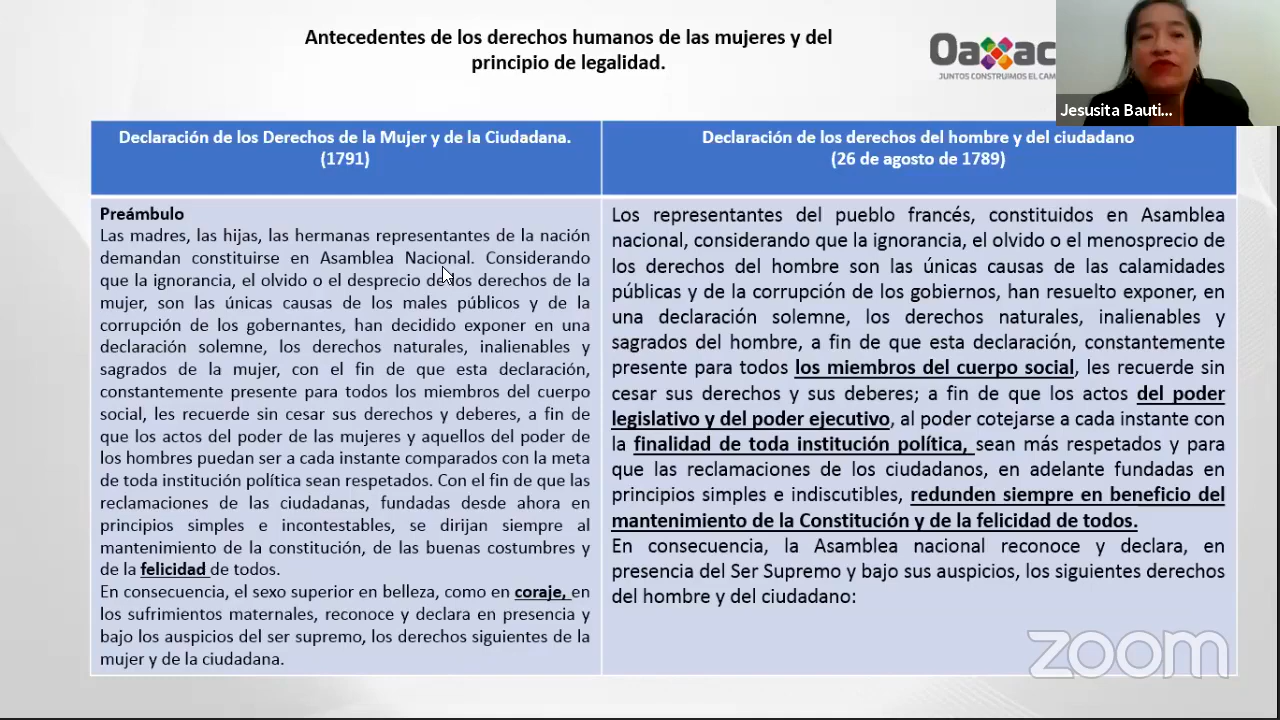 Antecedentes de los derechos humanos de las mujeres y del
principio de legalidad.
Oaxac
JUNTOS CONSTRUIMOS EL CAM
Jesusita Bauti...
Declaración de los Derechos de la Mujer y de la Ciudadana.
(1791)
Declaración de los derechos del hombre y del ciudadano
(26 de agosto de 1789)
Preámbulo
Las madres, las hijas, las hermanas representantes de la nación
demandan constituirse en Asamblea Nacional. Considerando
que la ignorancia, el olvido o el desprecio de los derechos de la
mujer, son las únicas causas de los males públicos y de la
corrupción de los gobernantes, han decidido exponer en una
declaración solemne, los derechos naturales, inalienables y
sagrados de la mujer, con el fin de que esta declaración,
constantemente presente para todos los miembros del cuerpo
social, les recuerde sin cesar sus derechos y deberes, a fin de
que los actos del poder de las mujeres y aquellos del poder de
los hombres puedan ser a cada instante comparados con la meta
de toda institución política sean respetados. Con el fin de que las
reclamaciones de las ciudadanas, fundadas desde ahora en
principios simples e incontestables, se dirijan siempre al
mantenimiento de la constitución, de las buenas costumbres y
de la felicidad de todos.
En consecuencia, el sexo superior en belleza, como en coraje, en
los sufrimientos maternales, reconoce y declara en presencia y
bajo los auspicios del ser supremo, los derechos siguientes de la
mujer y de la ciudadana.
Los representantes del pueblo francés, constituidos en Asamblea
nacional, considerando que la ignorancia, el olvido o el menosprecio de
los derechos del hombre son las únicas causas de las calamidades
públicas y de la corrupción de los gobiernos, han resuelto exponer, en
una declaración solemne, los derechos naturales, inalienables y
sagrados del hombre, a fin de que esta declaración, constantemente
presente para todos los miembros del cuerpo social, les recuerde sin
cesar sus derechos y sus deberes; a fin de que los actos del poder
legislativo y del poder ejecutivo, al poder cotejarse a cada instante con
la finalidad de toda institución política, sean más respetados y para
que las reclamaciones de los ciudadanos, en adelante fundadas en
principios simples e indiscutibles, redunden siempre en beneficio del
mantenimiento de la Constitución y de la felicidad de todos.
En consecuencia, la Asamblea nacional reconoce y declara, en
presencia del Ser Supremo y bajo sus auspicios, los siguientes derechos
del hombre y del ciudadano:
zoom